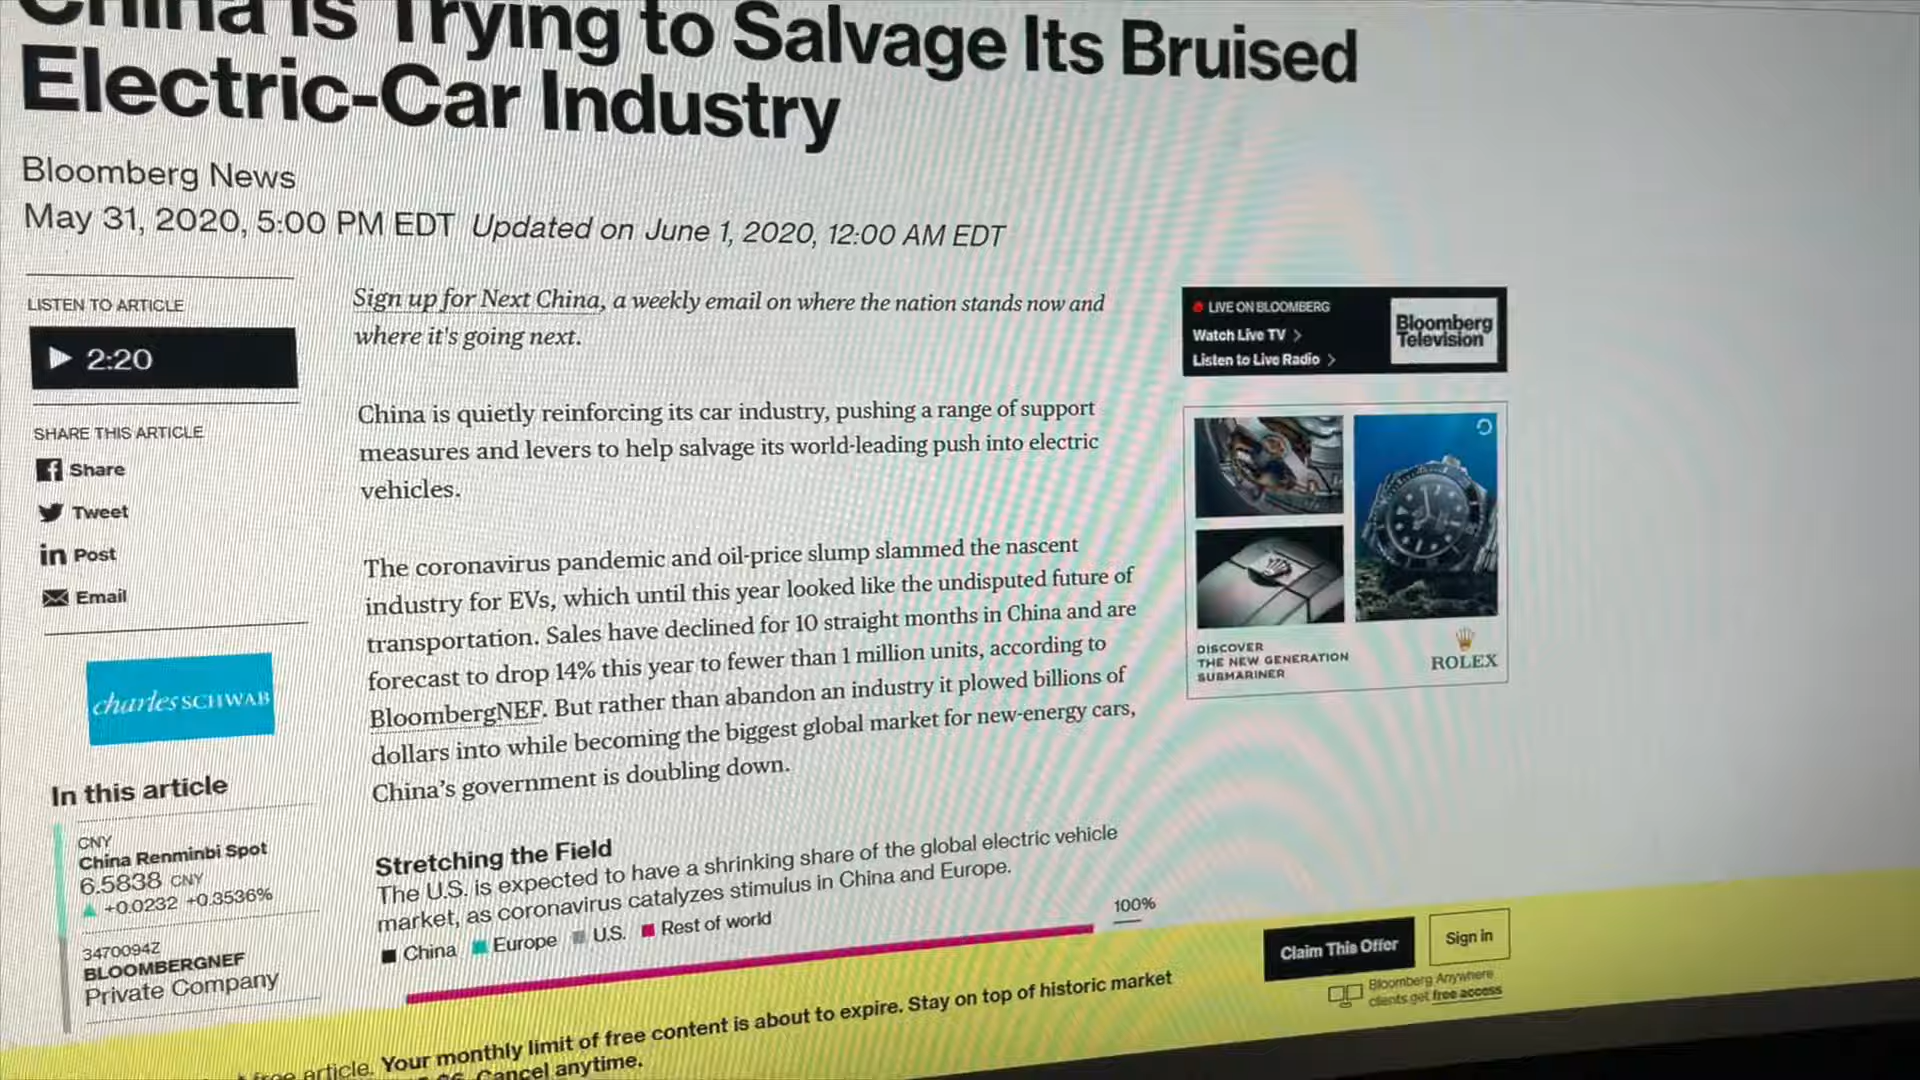 China Is Trying to Salvage Its Bruised
Electric-Car Industry
Bloomberg News
May 31, 2020, 5:00 PM EDT Updated on June 1, 2020, 12:00 AM EDT
LISTEN TO ARTICLE
2:20
SHARE THIS ARTICLE
Share
Tweet
in Post
Email
charles SCHWAB
In this article
CNY
China Renminbi Spot
6.5838 CNY
+0.0232 +0.3536%
3470094Z
BLOOMBERGNEF
Private Company
Sign up for Next China, a weekly email on where the nation stands now and
where it's going next.
China is quietly reinforcing its car industry, pushing a range of support
measures and levers to help salvage its world-leading push into electric
vehicles.
The coronavirus pandemic and oil-price slump slammed the nascent
industry for EVs, which until this year looked like the undisputed future of
transportation. Sales have declined for 10 straight months in China and are
forecast to drop 14% this year to fewer than 1 million units, according to
BloombergNEF. But rather than abandon an industry it plowed billions of
dollars into while becoming the biggest global market for new-energy cars,
China's government is doubling down.
Stretching the Field
The U.S. is expected to have a shrinking share of the global electric vehicle
market, as coronavirus catalyzes stimulus in China and Europe.
China Europe U.S. Rest of world
100%
LIVE ON BLOOMBERG
Watch Live TV
Listen to Live Radio
Bloomberg
Television
DISCOVER
THE NEW GENERATION
SUBMARINER
ROLEX
free article. Your monthly limit of free content is about to expire. Stay on top of historic market
Cancel anytime.
Claim This Offer
Sign in
Bloomberg Anywhere
clients get free access